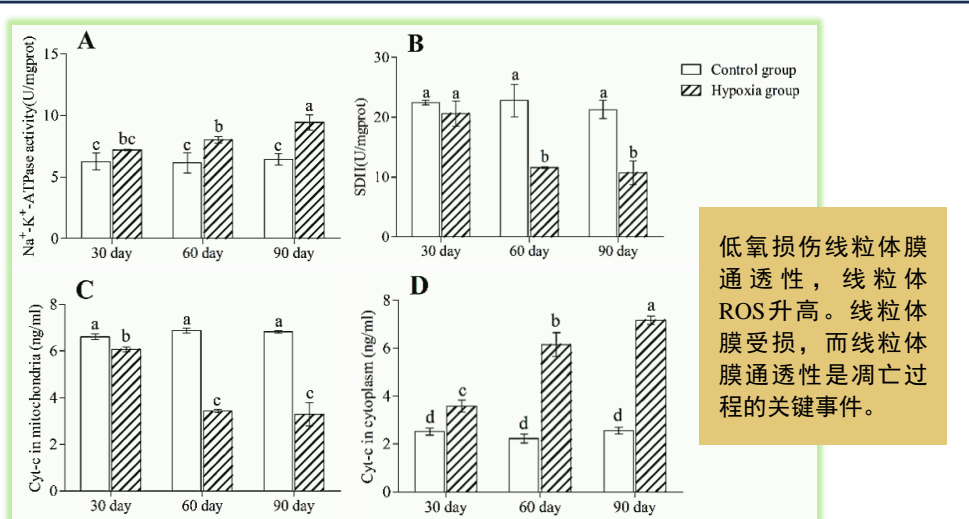 A
Na⁺-K⁺-ATPase activity(U/mgprot)
15
10
5
0
c
bc
c
b
c
a
30 day
60 day
90 day
B
SDH(U/mgprot)
30
20
10
0
a
a
a
b
a
b
30 day
60 day
90 day
Control group
Hypoxia group
C
Cyt-c in mitochondria (ng/ml)
8
6
4
2
0
a
b
a
c
a
c
30 day
60 day
90 day
D
Cyt-c in cytoplasm (ng/ml)
8
6
4
2
0
d
c
d
b
d
a
30 day
60 day
90 day
低氧损伤线粒体膜
通透性，线粒体
ROS升高。线粒体
膜受损，而线粒体
膜通透性是凋亡过
程的关键事件。